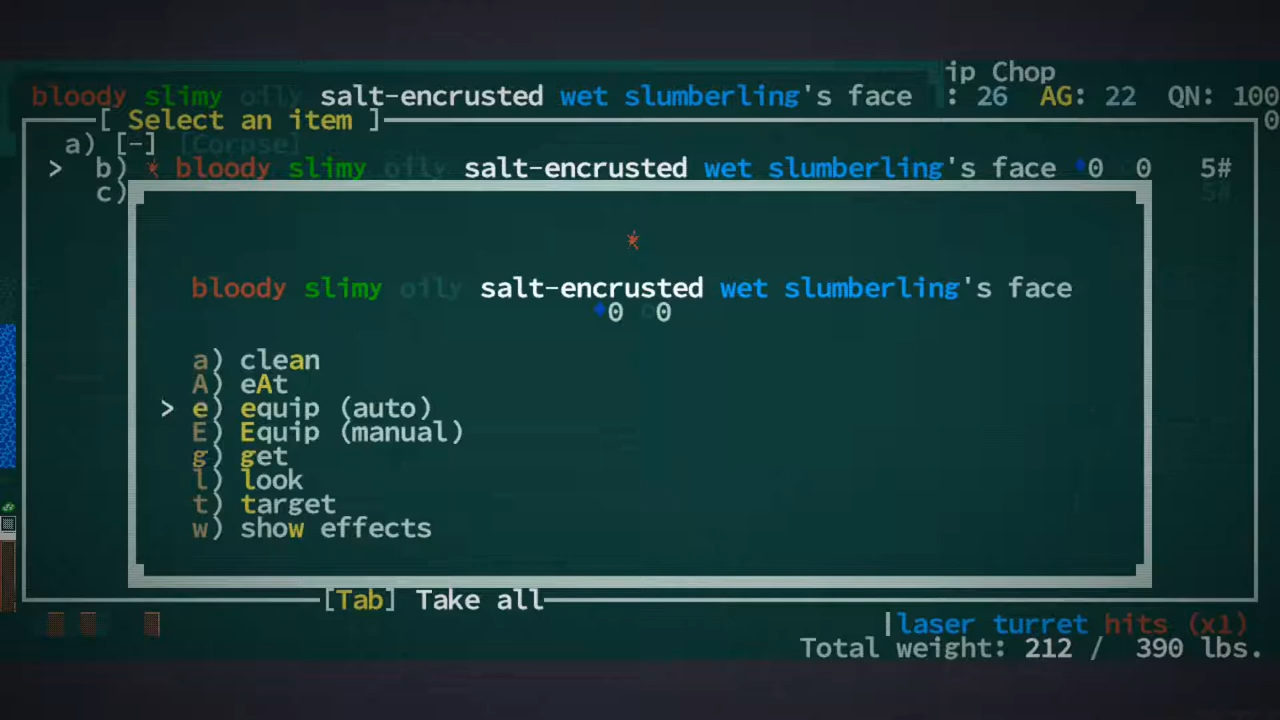 ip Chop
bloody slimy oily salt-encrusted wet slumberling's face : 26 AG: 22 QN: 100
[ Select an item ] 0
a) [-] [Corpse]
> b) bloody slimy oily salt-encrusted wet slumberling's face ♦0 ○0 5#
c) 5#
bloody slimy oily salt-encrusted wet slumberling's face
♦0 ○0
a) clean
A) eAt
> e) equip (auto)
E) Equip (manual)
g) get
l) look
t) target
w) show effects
[Tab] Take all
|laser turret hits (x1)
Total weight: 212 / 390 lbs.